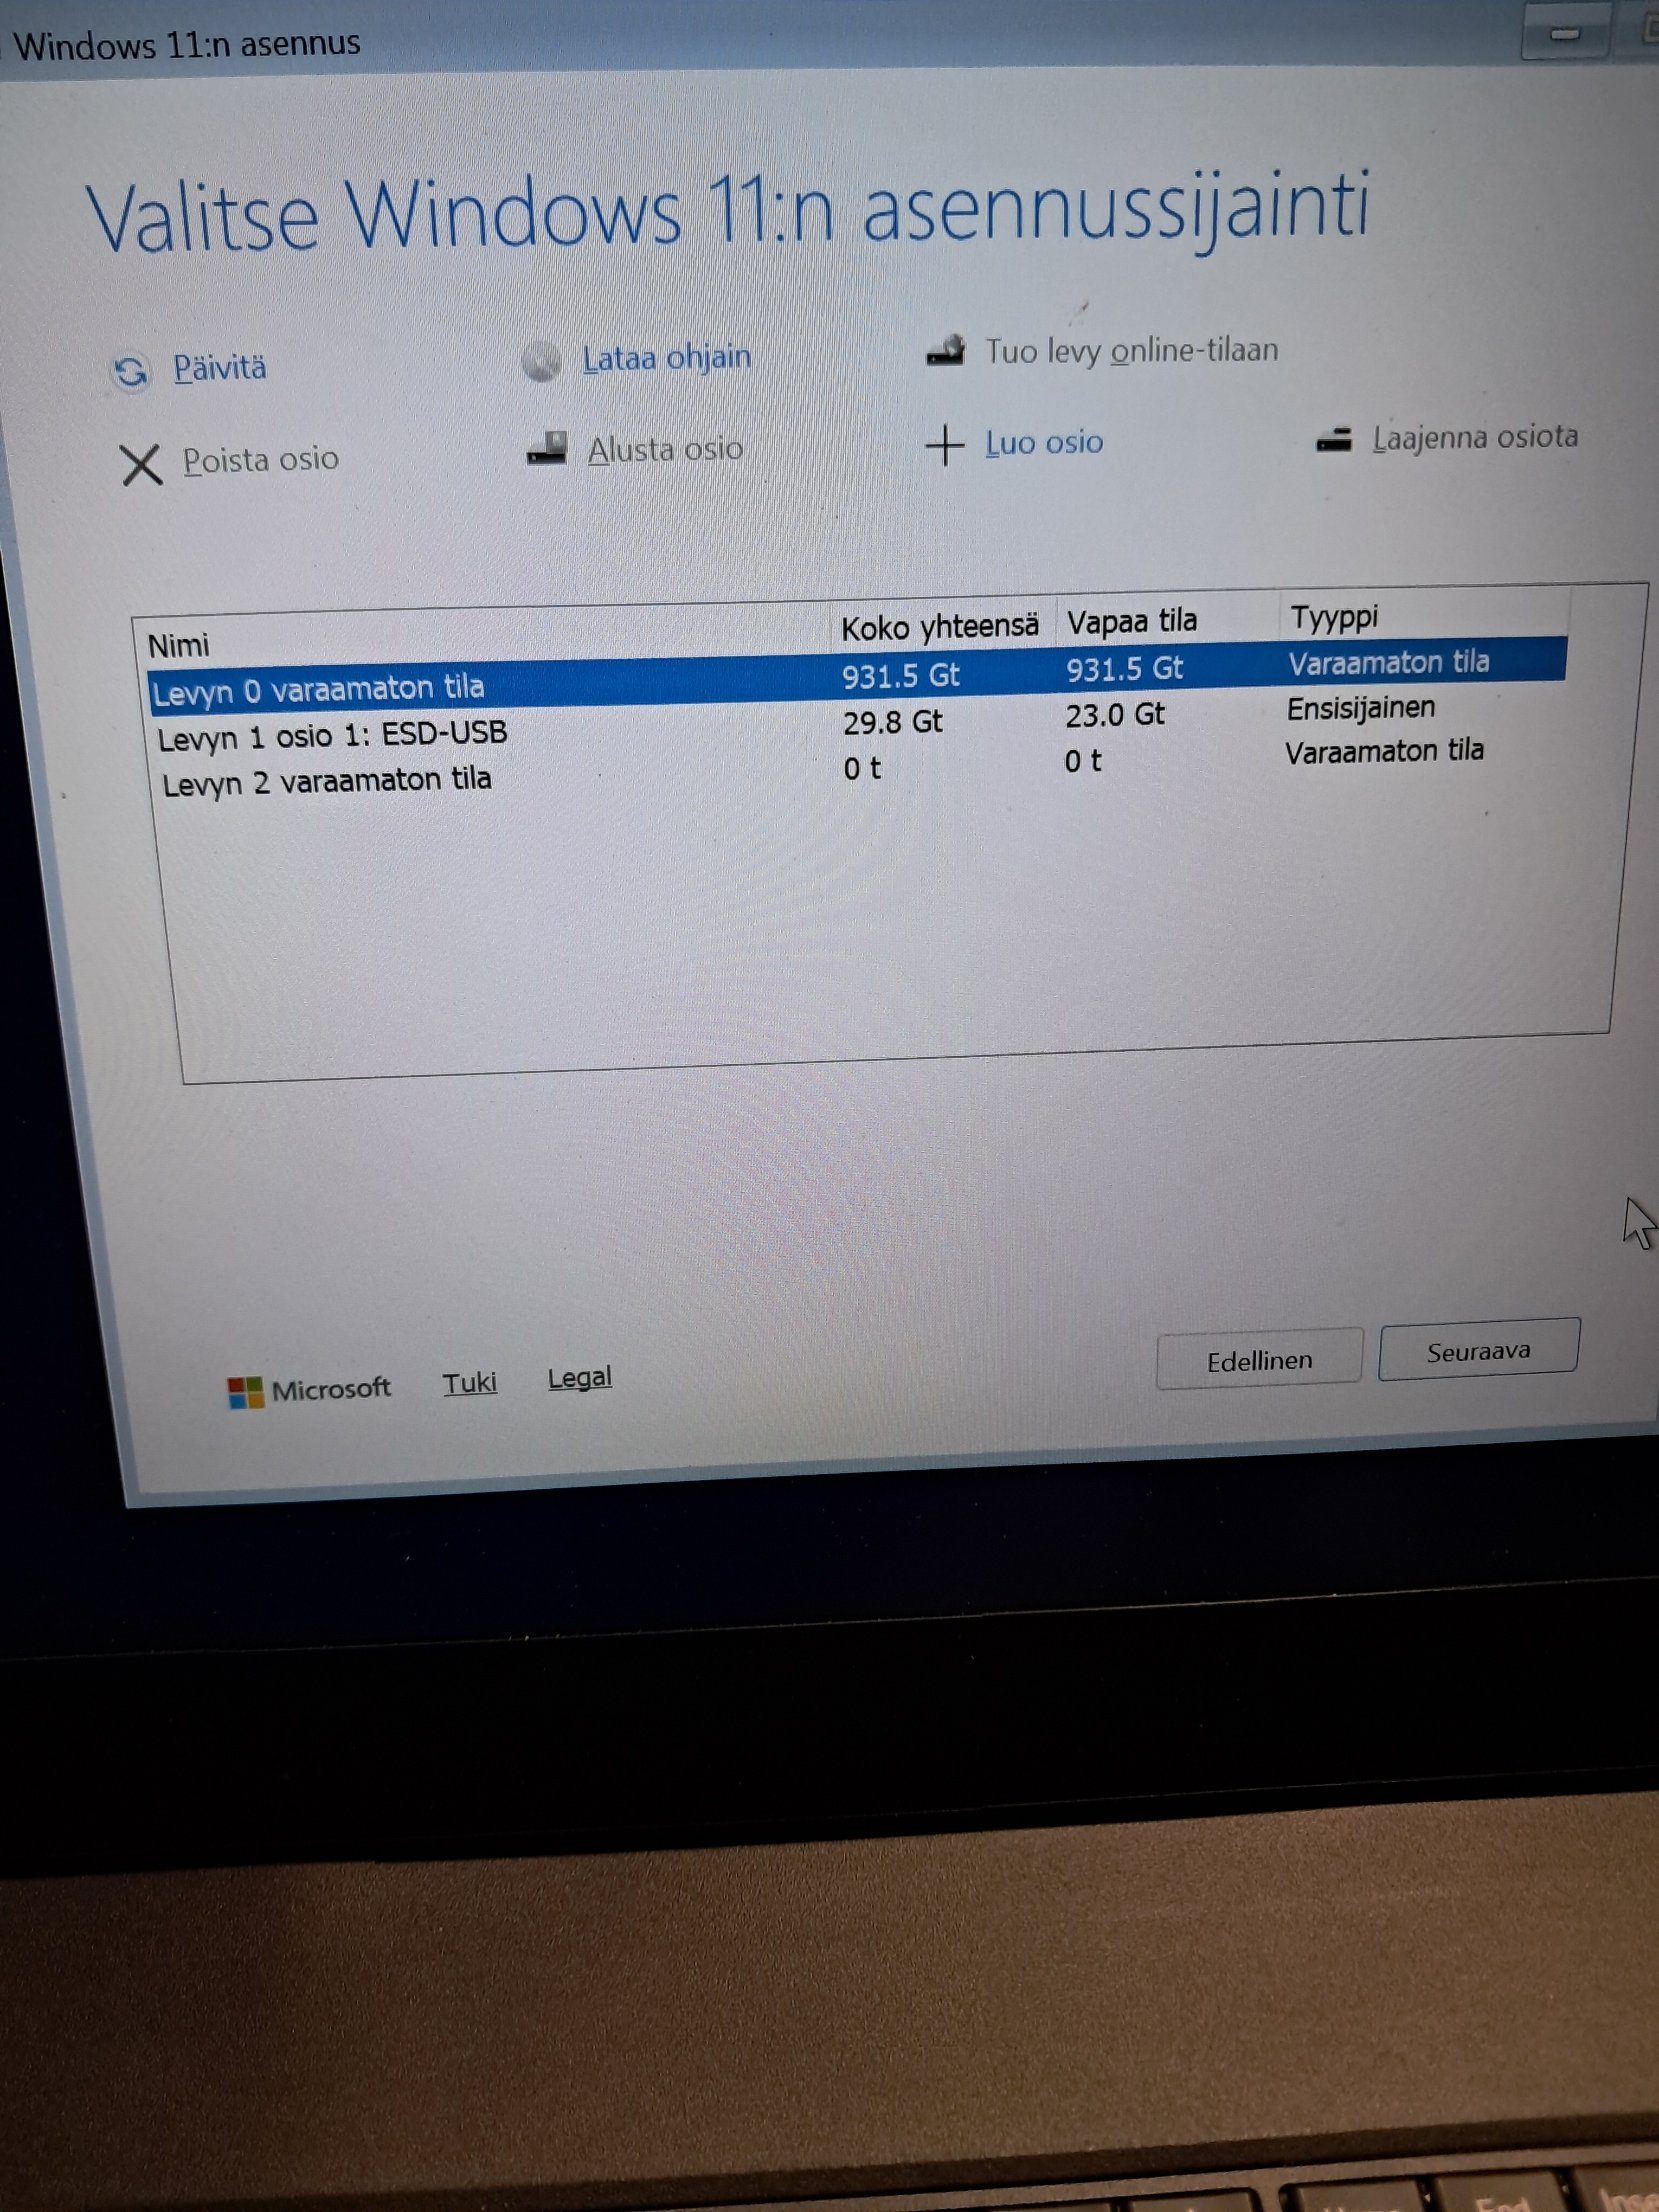 Windows 11:n asennus
Valitse Windows 11:n asennussijainti
Päivitä Lataa ohjain Tuo levy online-tilaan
Poista osio Alusta osio Luo osio Laajenna osiota
Nimi Koko yhteensä Vapaa tila Tyyppi
Levyn 0 varaamaton tila 931.5 Gt 931.5 Gt Varaamaton tila
Levyn 1 osio 1: ESD-USB 29.8 Gt 23.0 Gt Ensisijainen
Levyn 2 varaamaton tila 0 t 0 t Varaamaton tila
Edellinen Seuraava
Microsoft Tuki Legal